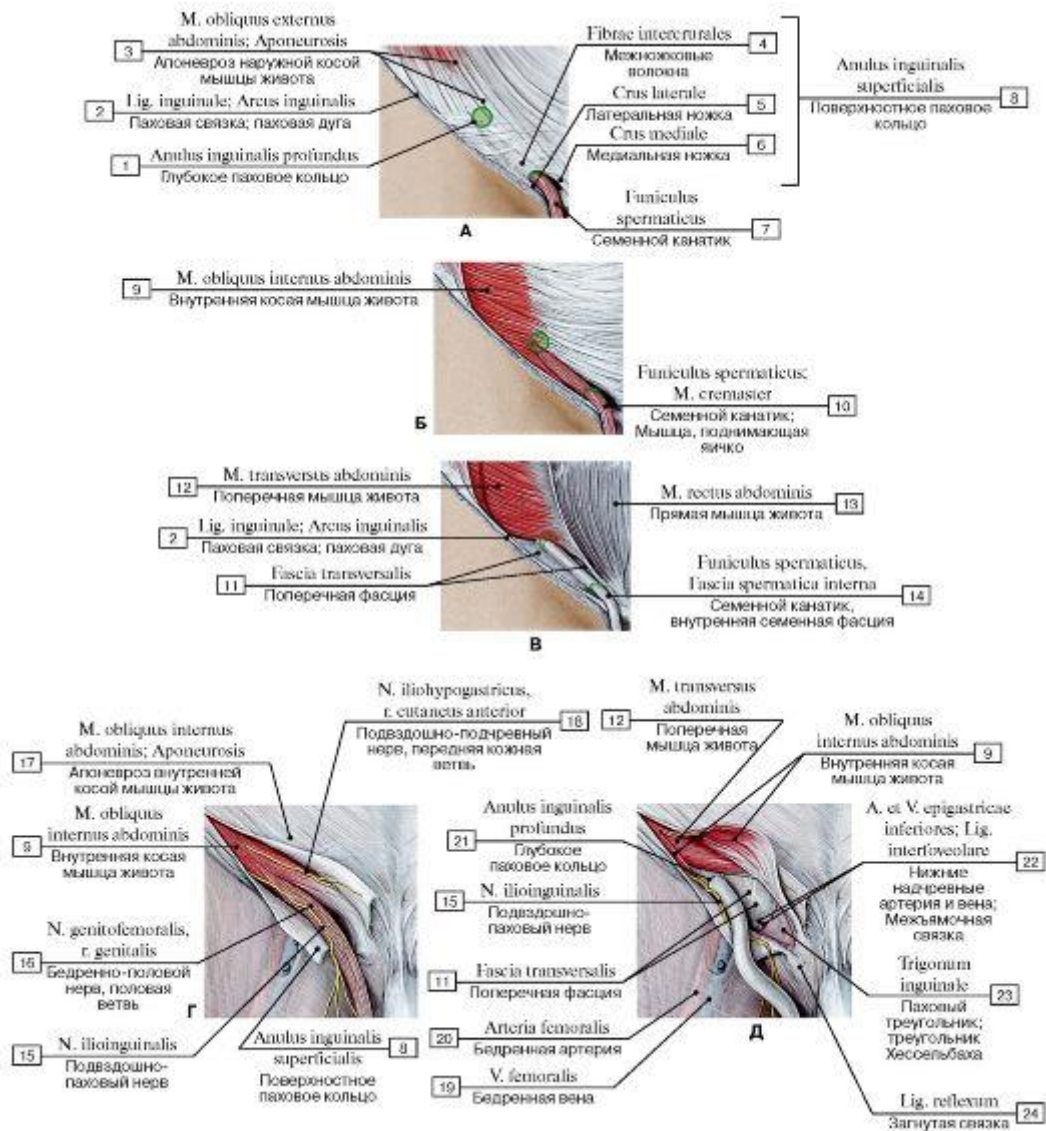 M. obliquus externus
abdominis; Aponeurosis
3
Апоневроз наружной косой
мышцы живота
Lig. inguinale; Arcus inguinalis
2
Паховая связка; паховая дуга
Anulus inguinalis profundus
1
Глубокое паховое кольцо
Fibrae intercrurales
4
Межножковые
волокна
Crus laterale
5
Латеральная ножка
Crus mediale
6
Медиальная ножка
Funiculus
spermaticus
7
Семенной канатик
Anulus inguinalis
superficialis
8
Поверхностное паховое
кольцо
А
M. obliquus internus abdominis
9
Внутренняя косая мышца живота
Funiculus spermaticus;
M. cremaster
10
Семенной канатик;
Мышца, поднимающая
яичко
Б
M. transversus abdominis
12
Поперечная мышца живота
Lig. inguinale; Arcus inguinalis
2
Паховая связка; паховая дуга
Fascia transversalis
11
Поперечная фасция
M. rectus abdominis
13
Прямая мышца живота
Funiculus spermaticus,
Fascia spermatica interna
14
Семенной канатик,
внутренняя семенная фасция
В
N. iliohypogastricus,
r. cutaneus anterior
18
Подвздошно-подчревный
нерв, передняя кожная
ветвь
M. obliquus internus
abdominis; Aponeurosis
17
Апоневроз внутренней
косой мышцы живота
M. obliquus
internus abdominis
9
Внутренняя косая
мышца живота
N. genitofemoralis,
r. genitalis
16
Бедренно-половой
нерв, половая
ветвь
N. ilioinguinalis
15
Подвздошно-
паховый нерв
Anulus inguinalis
superficialis
8
Поверхностное
паховое кольцо
Г
M. transversus
abdominis
12
Поперечная
мышца живота
M. obliquus
internus abdominis
9
Внутренняя косая
мышца живота
Anulus inguinalis
profundus
21
Глубокое
паховое кольцо
N. ilioinguinalis
15
Подвздошно-
паховый нерв
Fascia transversalis
11
Поперечная фасция
Arteria femoralis
20
Бедренная артерия
V. femoralis
19
Бедренная вена
A. et V. epigastricae
inferiores; Lig.
interfoveolare
22
Нижние
надчревные
артерия и вена;
Межъямочная
связка
Trigonum
inguinale
23
Паховый
треугольник;
треугольник
Хессельбаха
Lig. reflexum
24
Загнутая связка
Д